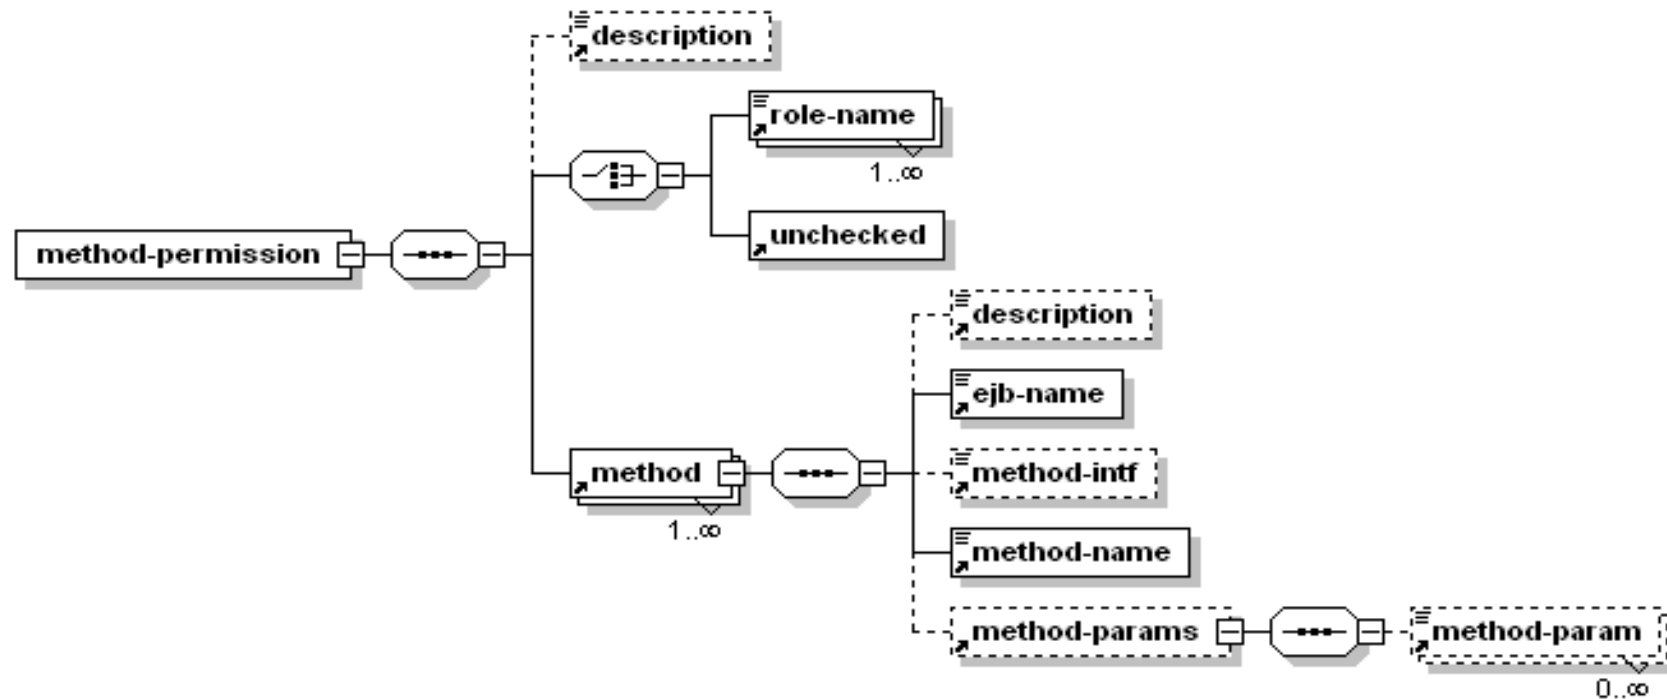 description
role-name
1..∞
method-permission
unchecked
description
ejb-name
method
1..∞
method-intf
method-name
method-params
method-param
0..∞